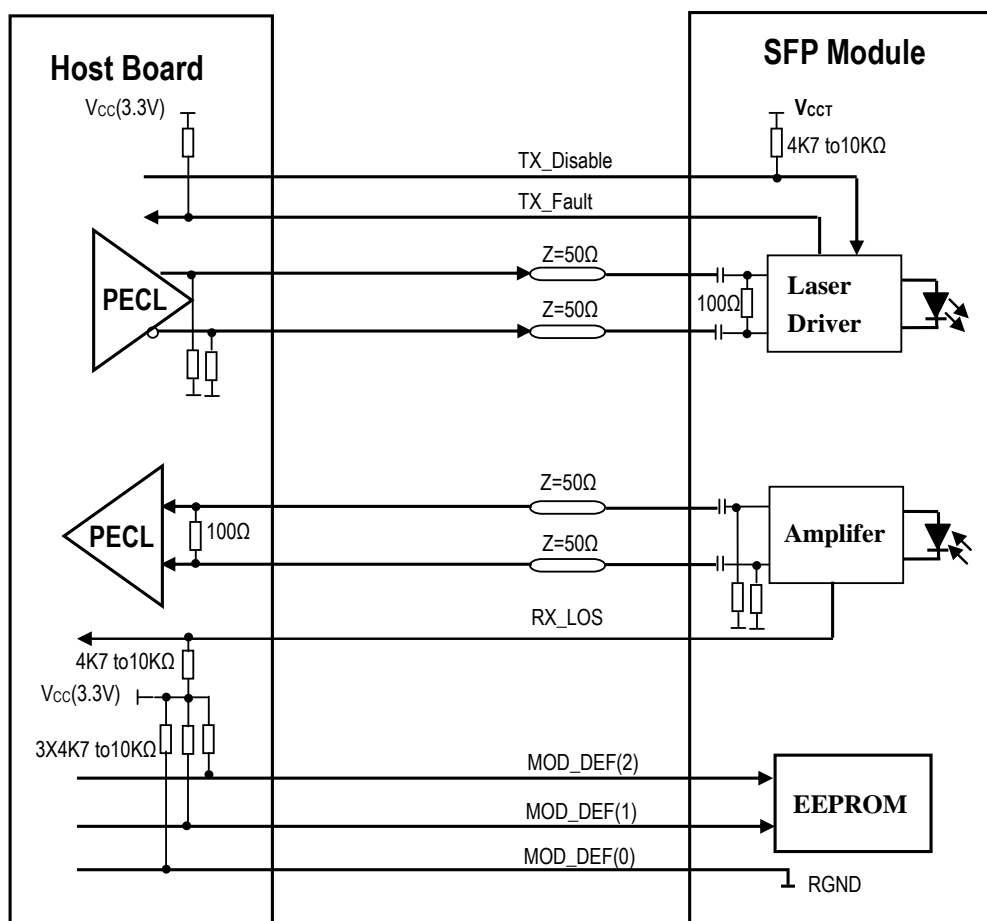 Host Board
SFP Module
VCC(3.3V)
VCCT
4K7 to10KΩ
TX_Disable
TX_Fault
Z=50Ω
PECL
100Ω
Laser
Driver
Z=50Ω
Z=50Ω
PECL
100Ω
Amplifer
Z=50Ω
RX_LOS
4K7 to10KΩ
VCC(3.3V)
3X4K7 to10KΩ
MOD_DEF(2)
EEPROM
MOD_DEF(1)
MOD_DEF(0)
RGND